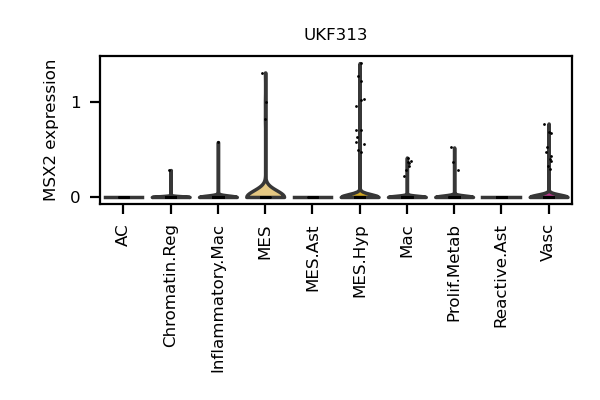 UKF313
MSX2 expression
1
0
AC
Chromatin.Reg
Inflammatory.Mac
MES
MES.Ast
MES.Hyp
Mac
Prolif.Metab
Reactive.Ast
Vasc